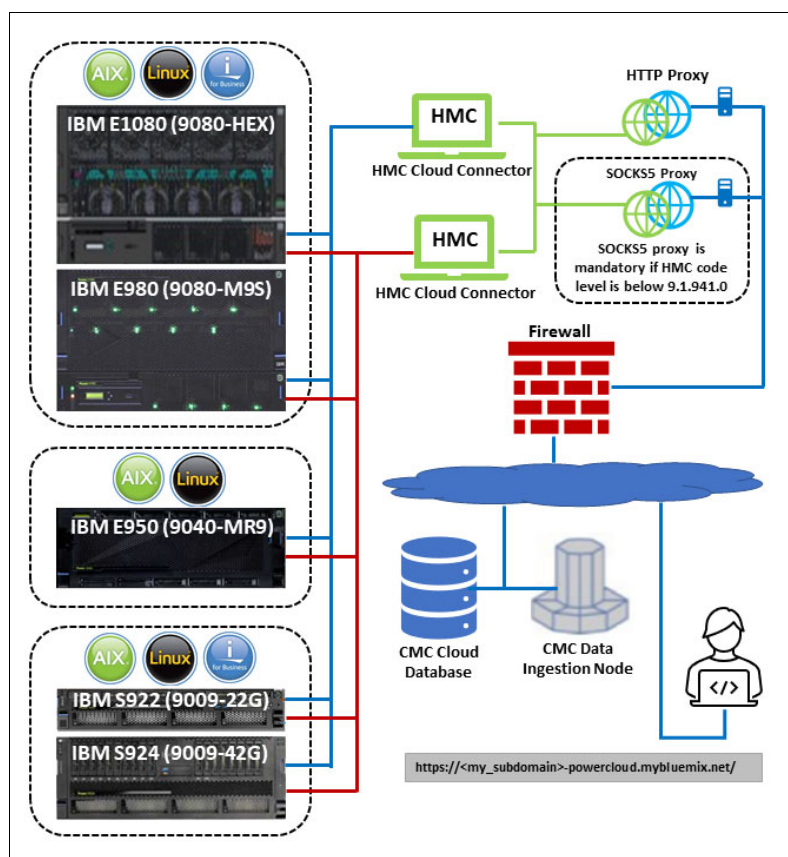 AIX.
Linux
i
for Business
IBM E1080 (9080-HEX)
IBM E980 (9080-M9S)
AIX.
Linux
IBM E950 (9040-MR9)
AIX.
Linux
i
for Business
IBM S922 (9009-22G)
IBM S924 (9009-42G)
HMC
HMC Cloud Connector
HMC
HMC Cloud Connector
HTTP Proxy
SOCKS5 Proxy
SOCKS5 proxy is
mandatory if HMC code
level is below 9.1.941.0
Firewall
CMC Cloud
Database
CMC Data
Ingestion Node
</>
https://<my_subdomain>-powercloud.mybluemix.net/